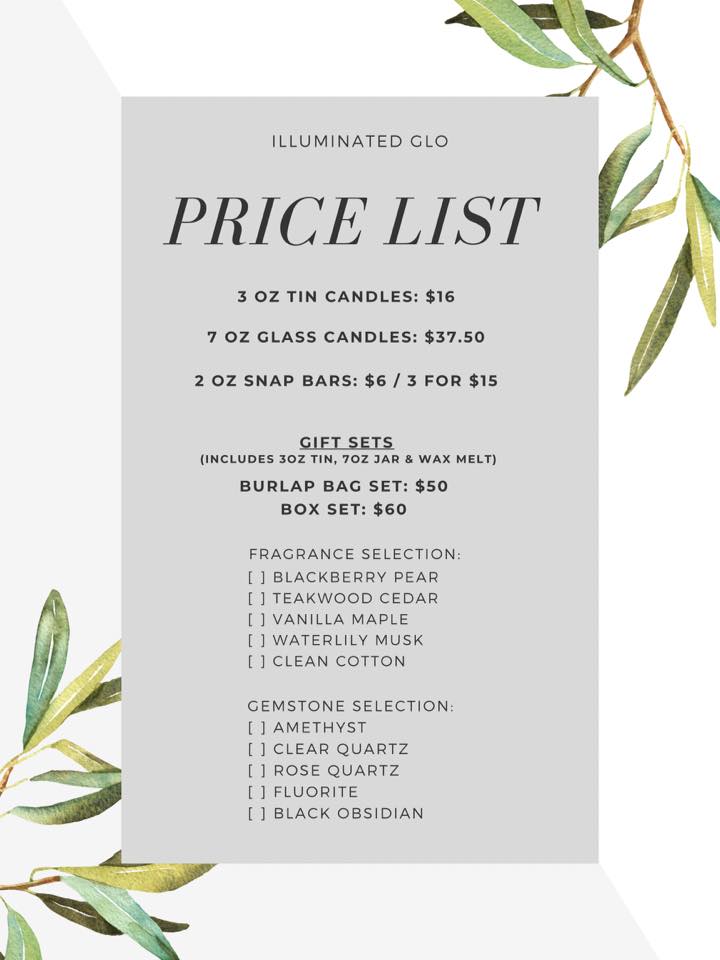 ILLUMINATED GLO
PRICE LIST
3 OZ TIN CANDLES: $16
7 OZ GLASS CANDLES: $37.50
2 OZ SNAP BARS: $6 / 3 FOR $15
GIFT SETS
(INCLUDES 3OZ TIN, 7OZ JAR & WAX MELT)
BURLAP BAG SET: $50
BOX SET: $60
FRAGRANCE SELECTION:
[ ] BLACKBERRY PEAR
[ ] TEAKWOOD CEDAR
[ ] VANILLA MAPLE
[ ] WATERLILY MUSK
[ ] CLEAN COTTON
GEMSTONE SELECTION:
[ ] AMETHYST
[ ] CLEAR QUARTZ
[ ] ROSE QUARTZ
[ ] FLUORITE
[ ] BLACK OBSIDIAN